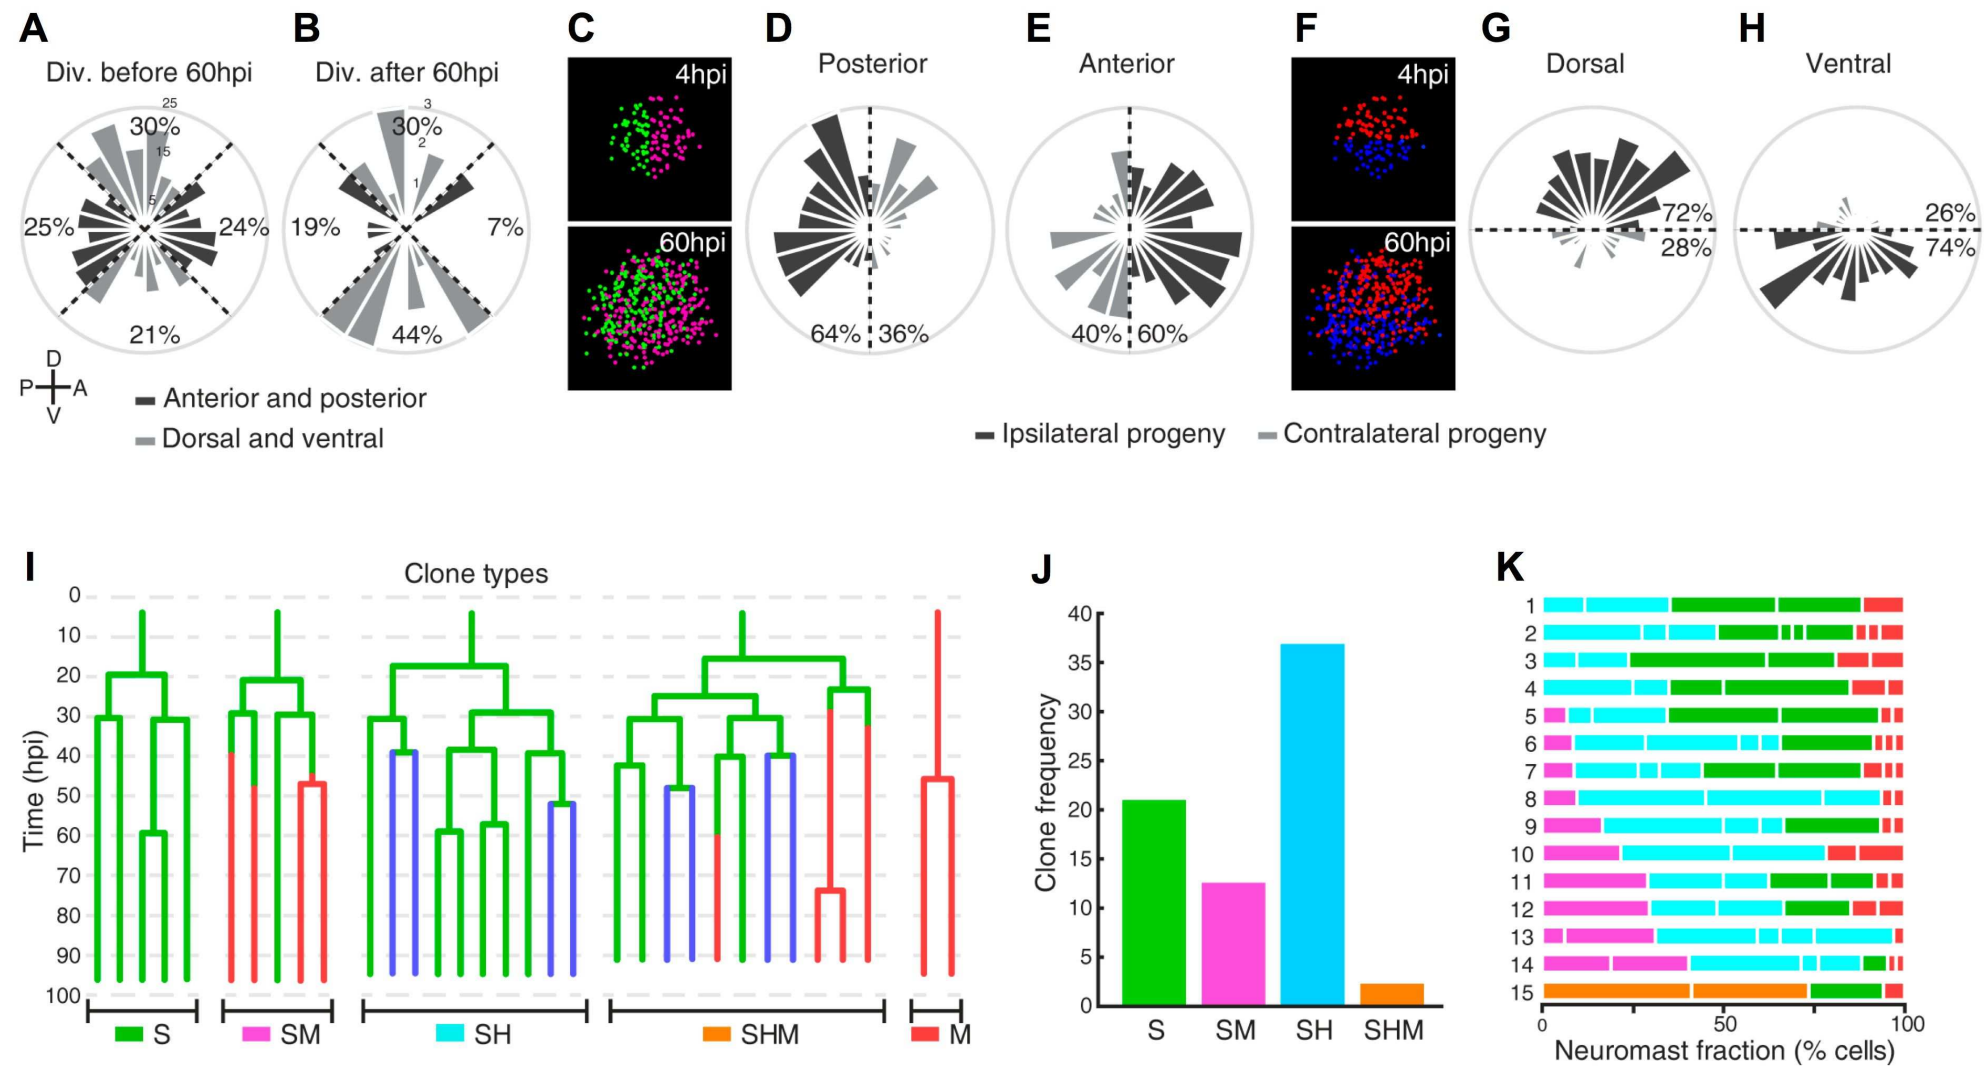 A
B
C
D
E
F
G
H
Div. before 60hpi
Div. after 60hpi
4hpi
Posterior
Anterior
4hpi
Dorsal
Ventral
25
30%
15
5
25%
24%
21%
3
30%
2
1
19%
7%
44%
60hpi
64%
36%
40%
60%
60hpi
72%
28%
26%
74%
D
P
A
V
Anterior and posterior
Dorsal and ventral
Ipsilateral progeny
Contralateral progeny
I
Clone types
Time (hpi)
0
10
20
30
40
50
60
70
80
90
100
S
SM
SH
SHM
M
J
Clone frequency
40
35
30
25
20
15
10
5
0
S
SM
SH
SHM
K
1
2
3
4
5
6
7
8
9
10
11
12
13
14
15
0
50
100
Neuromast fraction (% cells)